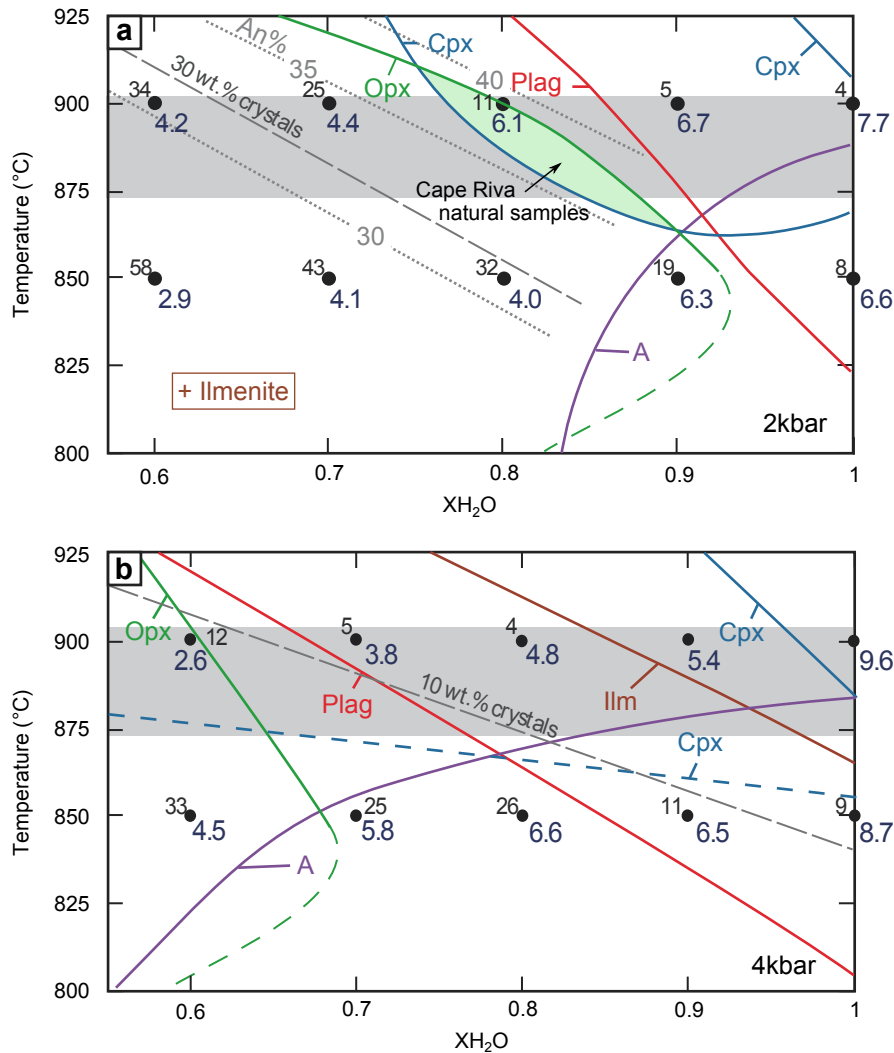 a
925
900
875
850
825
800
Temperature (°C)
An%
35
40
30
30 wt.% crystals
Cpx
Opx
Plag
Cpx
34
4.2
25
4.4
11
6.1
5
6.7
4
7.7
Cape Riva
natural samples
58
2.9
43
4.1
32
4.0
19
6.3
8
6.6
A
+ Ilmenite
2kbar
0.6
0.7
0.8
0.9
1
XH₂O
b
925
900
875
850
825
800
Temperature (°C)
Opx
12
2.6
5
3.8
4
4.8
5.4
9.6
Cpx
Plag
10 wt.% crystals
Ilm
Cpx
33
4.5
25
5.8
26
6.6
11
6.5
9
8.7
A
4kbar
0.6
0.7
0.8
0.9
1
XH₂O